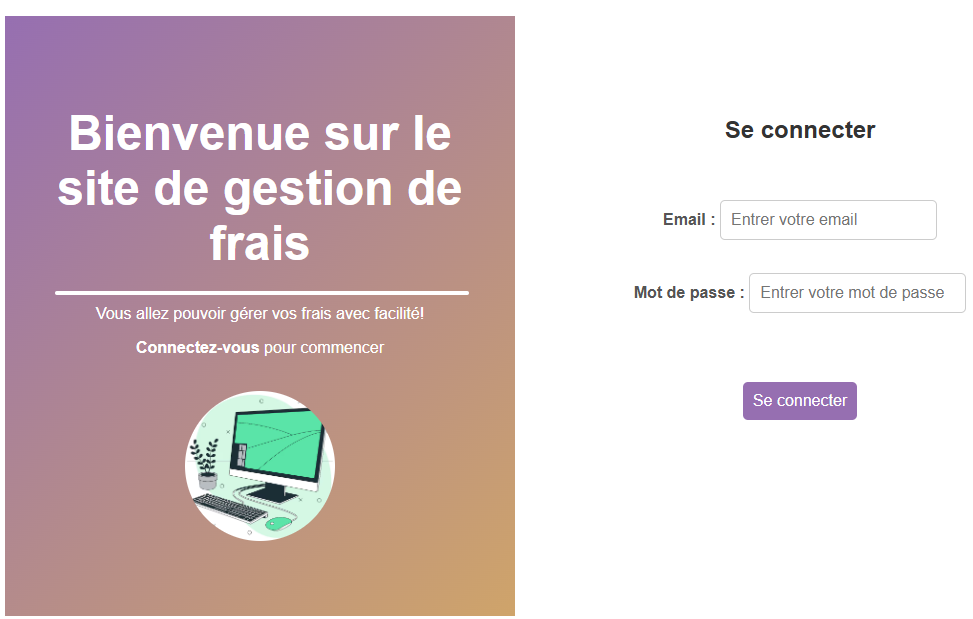 Bienvenue sur le
site de gestion de
frais
Vous allez pouvoir gérer vos frais avec facilité!
Connectez-vous pour commencer
Se connecter
Email : Entrer votre email
Mot de passe : Entrer votre mot de passe
Se connecter